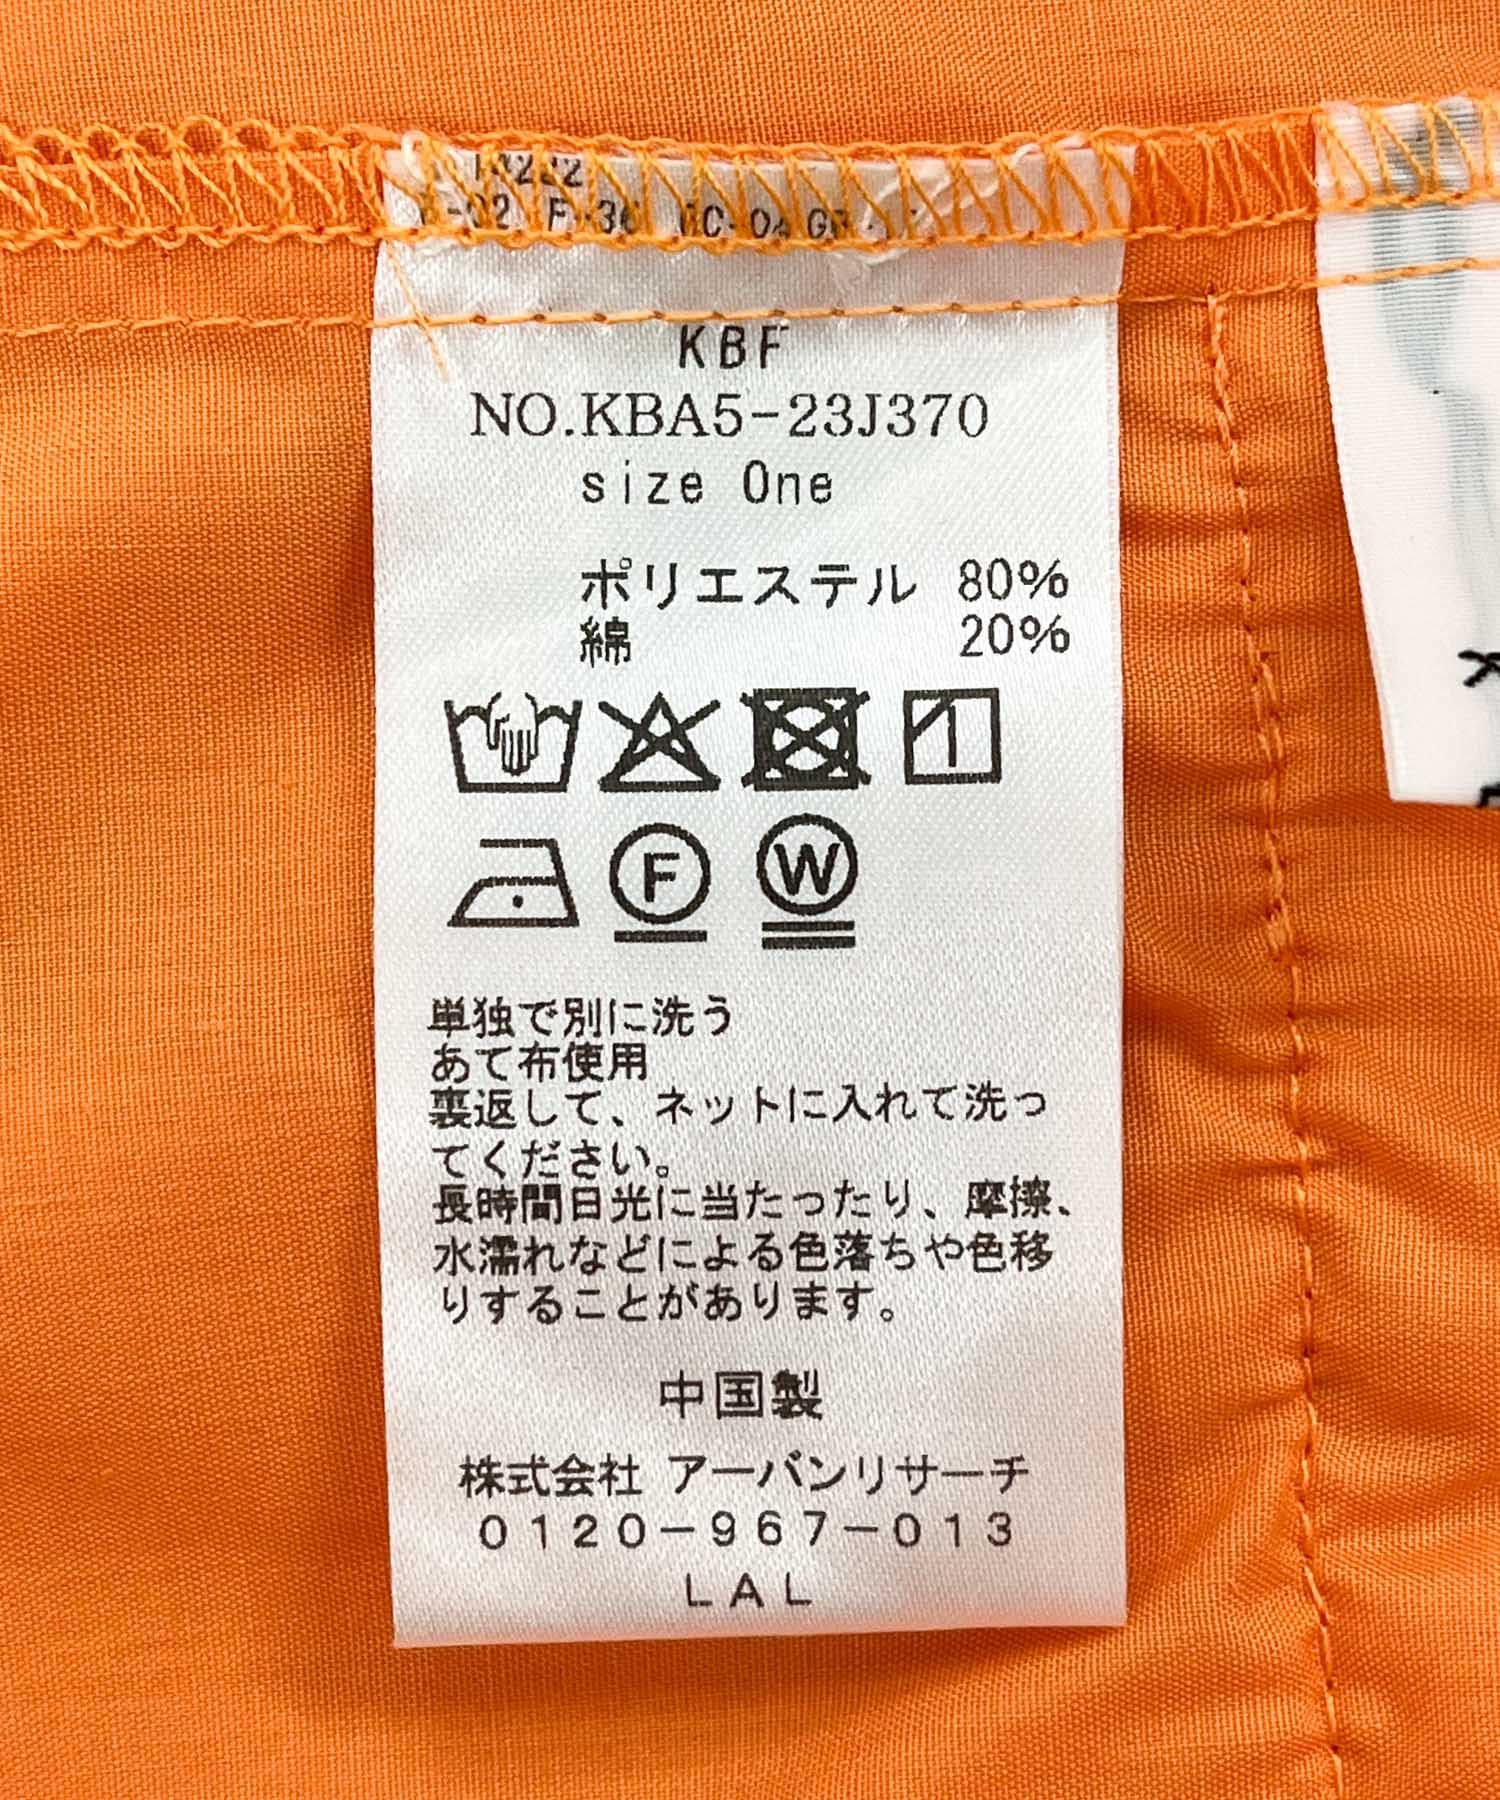 KBF
NO.KBA5-23J370
size One
ポリエステル 80%
綿 20%
F
W
単独で別に洗う
あて布使用
裏返して、ネットに入れて洗っ
てください。
長時間日光に当たったり、摩擦、
水濡れなどによる色落ちや色移
りすることがあります。
中国製
株式会社 アーバンリサーチ
0120-967-013
LAL